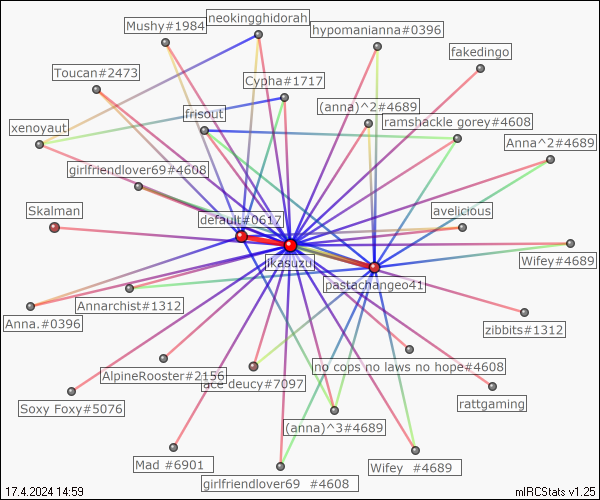 neokingghidorah
Mushy#1984
hypomanianna#0396
fakedingo
Toucan#2473
Cypha#1717
(anna)^2#4689
frisout
ramshackle gorey#4608
xenoyaut
Anna^2#4689
girlfriendlover69#4608
Skalman
default#0617
avelicious
jkasuzu
Wifey#4689
pastachangeo41
Annarchist#1312
Anna.#0396
zibbits#1312
no cops no laws no hope#4608
AlpineRooster#2156
ace deucy#7097
rattgaming
Soxy Foxy#5076
(anna)^3#4689
Mad #6901
Wifey  #4689
girlfriendlover69  #4608
17.4.2024 14:59
mIRCStats v1.25